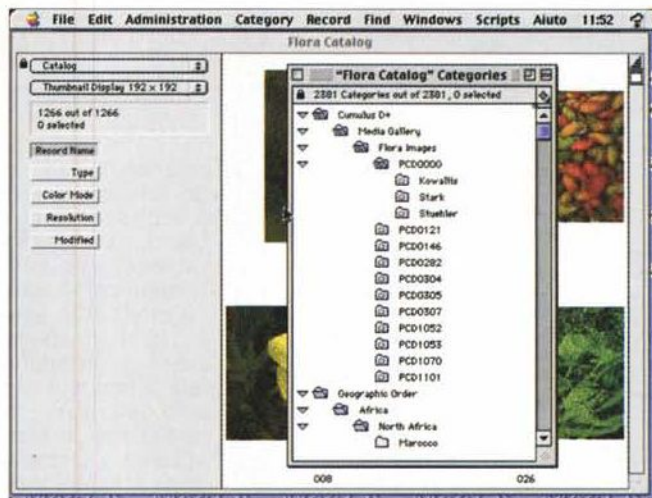 File Edit Administration Category Record Find Windows Scripts Aiuto 11:52
Flora Catalog
Catalog
Thumbnail Display 192 × 192
1266 out of 1266
0 selected
Record Name
Type
Color Mode
Resolution
Modified
"Flora Catalog" Categories
2381 Categories out of 2381, 0 selected
Cumulus D+
Media Gallery
Flora Images
PCD0000
Kowallis
Stark
Stuehler
PCD0121
PCD0146
PCD0282
PCD0304
PCD0305
PCD0307
PCD1052
PCD1053
PCD1070
PCD1101
Geographic Order
Africa
North Africa
Marocco
008 026